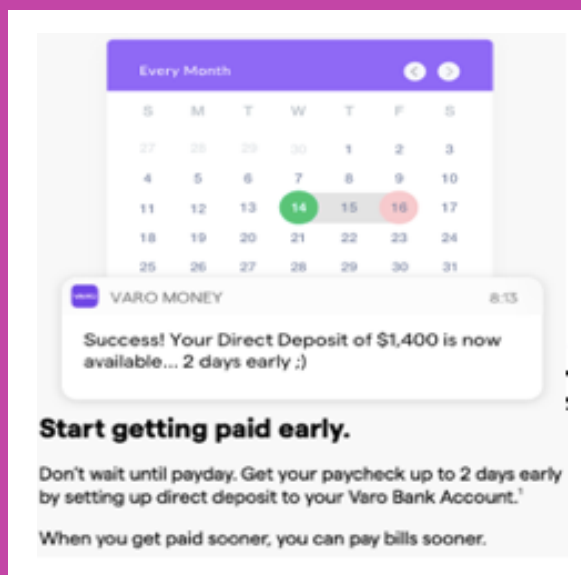 Every Month
S M T W T F S
27 28 29 30 1 2 3
4 5 6 7 8 9 10
11 12 13 14 15 16 17
18 19 20 21 22 23 24
25 26 27 28 29 30 31
VARO VARO MONEY 8:13
Success! Your Direct Deposit of $1,400 is now
available... 2 days early ;)
Start getting paid early.
Don't wait until payday. Get your paycheck up to 2 days early
by setting up direct deposit to your Varo Bank Account.¹
When you get paid sooner, you can pay bills sooner.